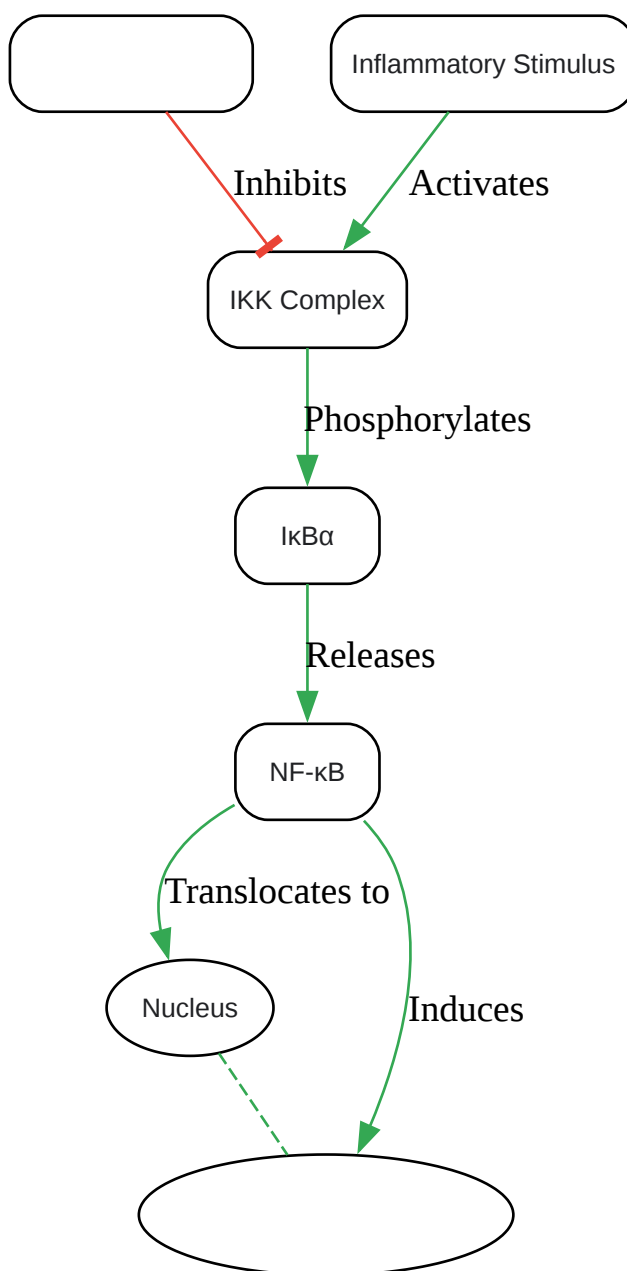 Inflammatory Stimulus
Inhibits
Activates
IKK Complex
Phosphorylates
IκBα
Releases
NF-κB
Translocates to
Nucleus
Induces